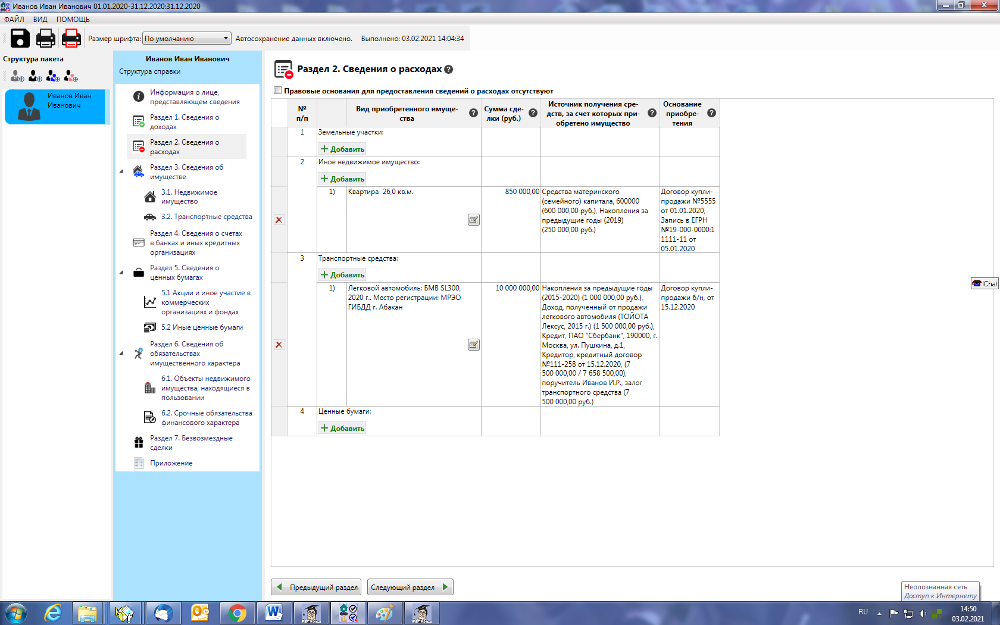 Иванов Иван Иванович 01.01.2020-31.12.2020:31.12.2020
ФАЙЛ ВИД ПОМОЩЬ
Размер шрифта: По умолчанию Автосохранение данных включено. Выполнено: 03.02.2021 14:04:34
Структура пакета
Иванов Иван
Иванович
Иванов Иван Иванович
Структура справки
Информация о лице,
представляющем сведения
Раздел 1. Сведения о
доходах
Раздел 2. Сведения о
расходах
Раздел 3. Сведения об
имуществе
3.1. Недвижимое
имущество
3.2. Транспортные средства
Раздел 4. Сведения о счетах
в банках и иных кредитных
организациях
Раздел 5. Сведения о
ценных бумагах
5.1 Акции и иное участие в
коммерческих
организациях и фондах
5.2 Иные ценные бумаги
Раздел 6. Сведения об
обязательствах
имущественного характера
6.1. Объекты недвижимого
имущества, находящиеся в
пользовании
6.2. Срочные обязательства
финансового характера
Раздел 7. Безвозмездные
сделки
Приложение
Раздел 2. Сведения о расходах ?
Правовые основания для предоставления сведений о расходах отсутствуют
№
п/п
Вид приобретенного имуще-
ства
?
Сумма сде-
лки (руб.)
?
Источник получения сре-
дств, за счет которых при-
обретено имущество
?
Основание
приобре-
тения
?
1 Земельные участки:
+ Добавить
2 Иное недвижимое имущество:
+ Добавить
1) Квартира 26,0 кв.м.
850 000,00
Средства материнского
(семейного) капитала, 600000
(600 000,00 руб.), Накопления за
предыдущие годы (2019)
(250 000,00 руб.)
Договор купли-
продажи №5555
от 01.01.2020,
Запись в ЕГРН
№19-000-0000:1
1111-11 от
05.01.2020
3 Транспортные средства:
+ Добавить
1) Легковой автомобиль: БМВ SL300,
2020 г.. Место регистрации: МРЭО
ГИБДД г. Абакан
10 000 000,00
Накопления за предыдущие годы
(2015-2020) (1 000 000,00 руб.),
Доход, полученный от продажи
легкового автомобиля (ТОЙОТА
Лексус, 2015 г.) (1 500 000,00 руб.),
Кредит, ПАО "Сбербанк", 190000, г.
Москва, ул. Пушкина, д.1,
Кредитор, кредитный договор
№111-258 от 15.12.2020, (7
500 000,00 / 7 658 500,00),
поручитель Иванов И.Р., залог
транспортного средства (7
500 000,00 руб.)
Договор купли-
продажи б/н, от
15.12.2020
4 Ценные бумаги:
+ Добавить
IChat
Предыдущий раздел
Следующий раздел
Неопознанная сеть
Доступ к Интернету
RU
14:50
03.02.2021